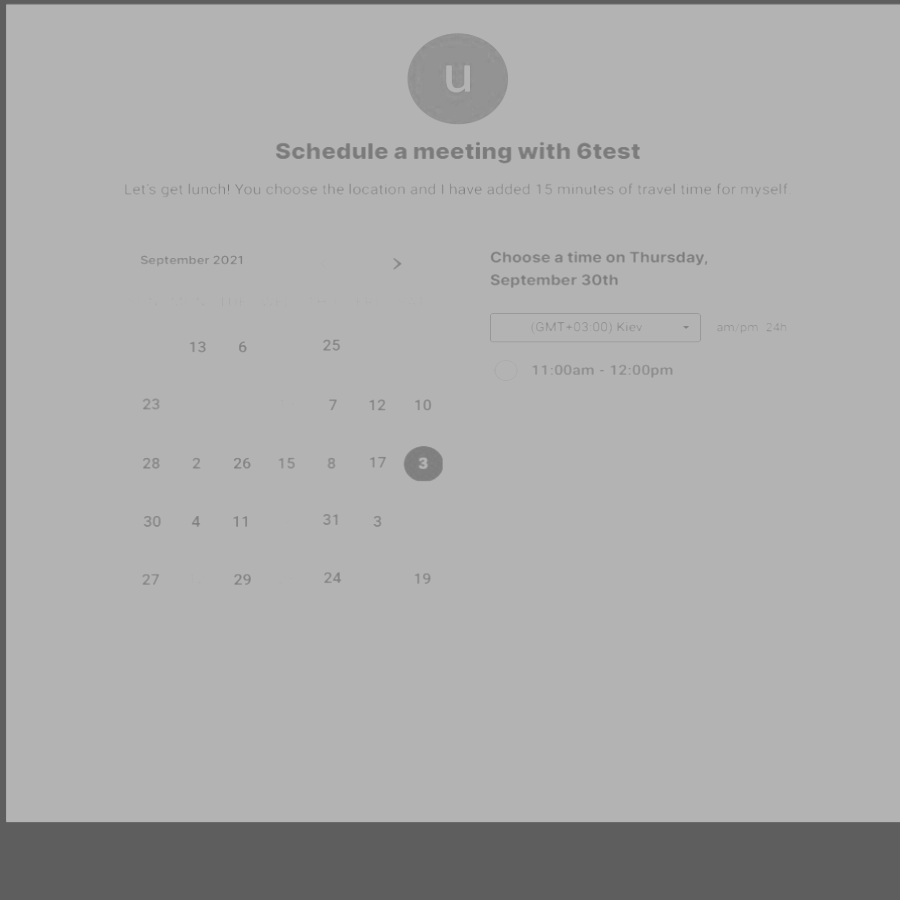 u
Schedule a meeting with 6test
Let's get lunch! You choose the location and I have added 15 minutes of travel time for myself
September 2021 >
Choose a time on Thursday,
September 30th
(GMT+03:00) Kiev am/pm 24h
13 6 25
11:00am - 12:00pm
23 7 12 10
28 2 26 15 8 17 3
30 4 11 31 3
27 29 24 19